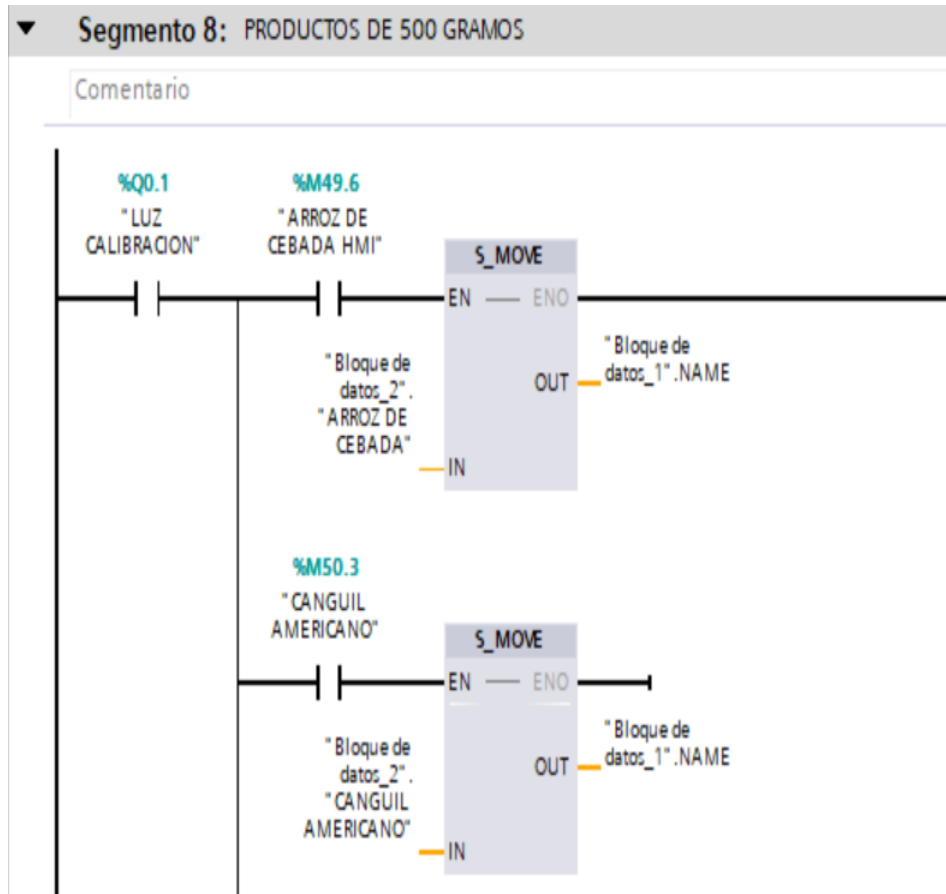 Segmento 8: PRODUCTOS DE 500 GRAMOS
Comentario
%Q0.1
"LUZ
CALIBRACION"
%M49.6
"ARROZ DE
CEBADA HMI"
S_MOVE
EN
ENO
"Bloque de
datos_2".
"ARROZ DE
CEBADA"
IN
OUT
"Bloque de
datos_1".NAME
%M50.3
"CANGUIL
AMERICANO"
S_MOVE
EN
ENO
"Bloque de
datos_2".
"CANGUIL
AMERICANO"
IN
OUT
"Bloque de
datos_1".NAME